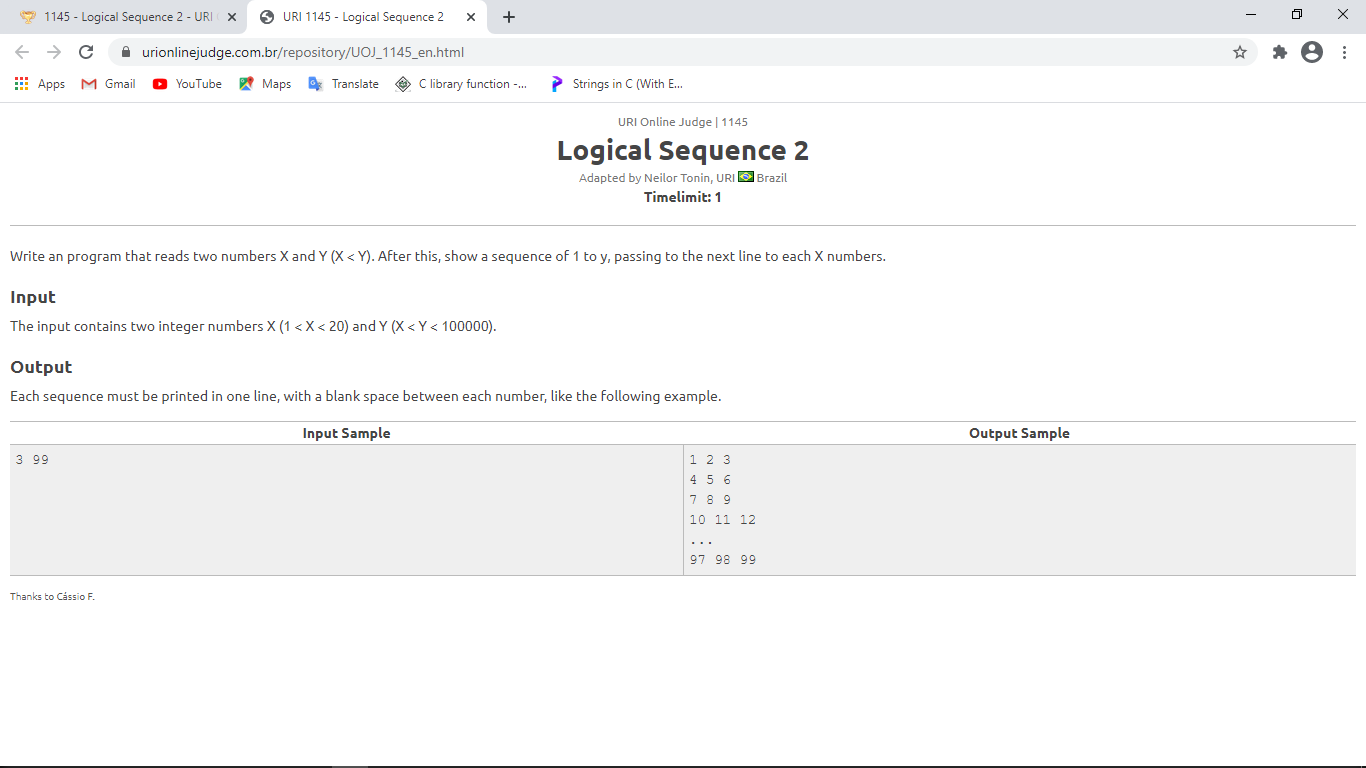 1145 - Logical Sequence 2 - URI
URI 1145 - Logical Sequence 2
urionlinejudge.com.br/repository/UOJ_1145_en.html
Apps
Gmail
YouTube
Maps
Translate
C library function -...
Strings in C (With E...
URI Online Judge | 1145
Logical Sequence 2
Adapted by Neilor Tonin, URI Brazil
Timelimit: 1
Write an program that reads two numbers X and Y (X < Y). After this, show a sequence of 1 to y, passing to the next line to each X numbers.
Input
The input contains two integer numbers X (1 < X < 20) and Y (X < Y < 100000).
Output
Each sequence must be printed in one line, with a blank space between each number, like the following example.
Input Sample
Output Sample
3 99
1 2 3
4 5 6
7 8 9
10 11 12
...
97 98 99
Thanks to Cássio F.